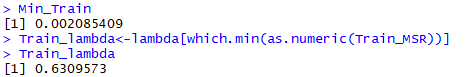 > Min_Train
[1] 0.002085409
> Train_lambda<-lambda[which.min(as.numeric(Train_MSR))]
> Train_lambda
[1] 0.6309573